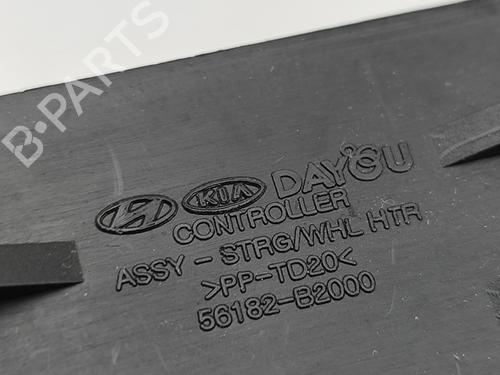 B-PARTS
KIA DAYOU
CONTROLLER
ASSY - STRG/WHL HTR
>PP-TD20<
56182-B2000